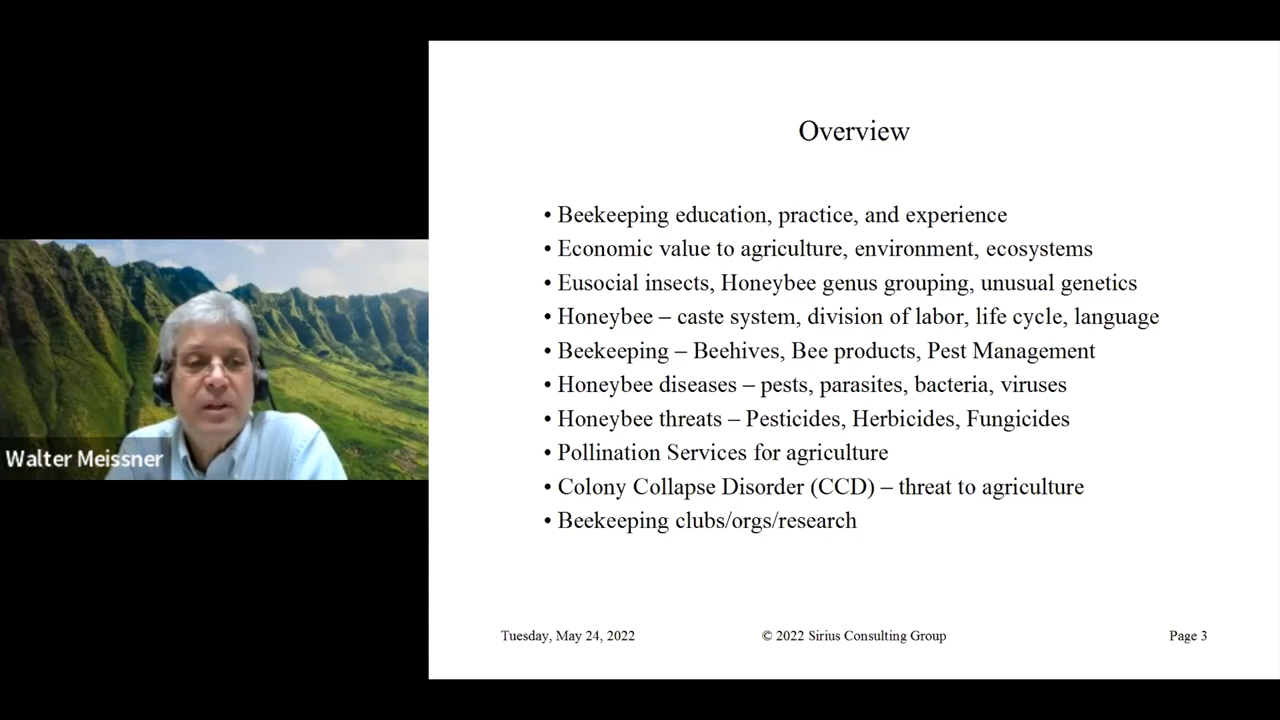 Overview
• Beekeeping education, practice, and experience
• Economic value to agriculture, environment, ecosystems
• Eusocial insects, Honeybee genus grouping, unusual genetics
• Honeybee – caste system, division of labor, life cycle, language
• Beekeeping – Beehives, Bee products, Pest Management
• Honeybee diseases – pests, parasites, bacteria, viruses
• Honeybee threats – Pesticides, Herbicides, Fungicides
• Pollination Services for agriculture
• Colony Collapse Disorder (CCD) – threat to agriculture
• Beekeeping clubs/orgs/research
Tuesday, May 24, 2022
© 2022 Sirius Consulting Group
Page 3
Walter Meissner